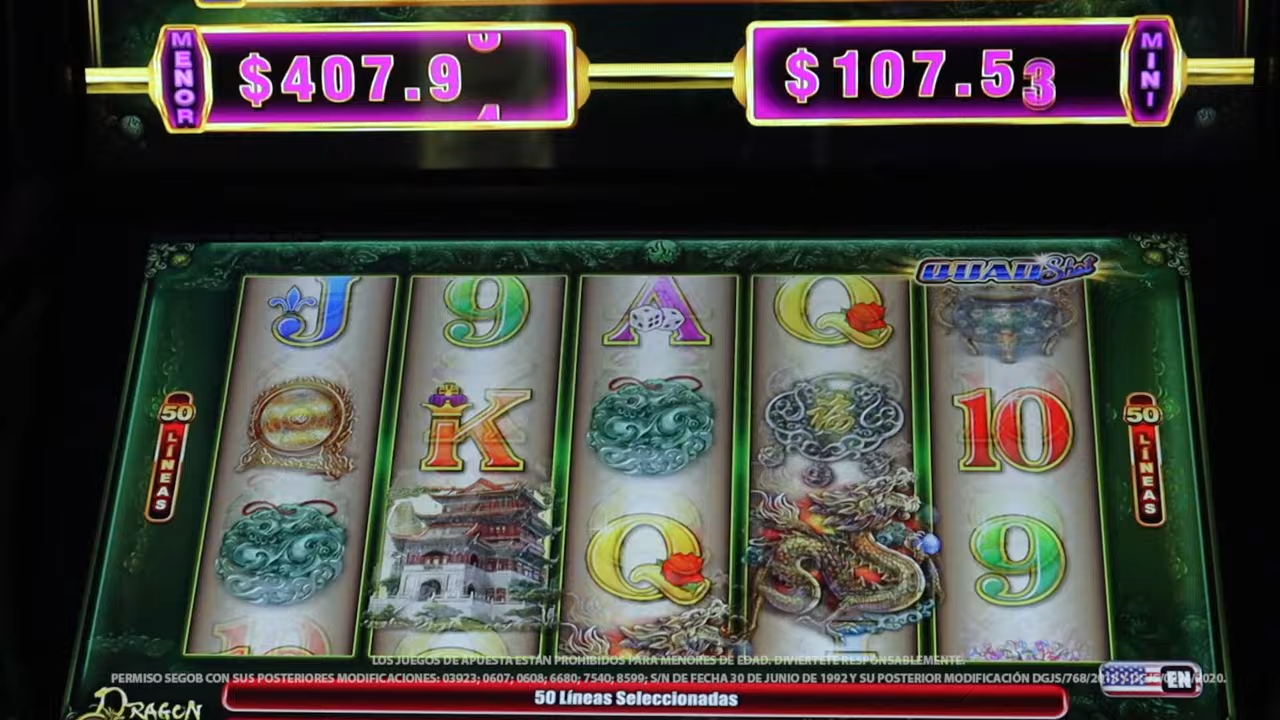 MENOR
$407.9
$107.53
MINI
QUAD Shot
J 9 A Q
K 10
Q 9
50 LÍNEAS
50 LÍNEAS
LOS JUEGOS DE APUESTA ESTÁN PROHIBIDOS PARA MENORES DE EDAD. DIVIÉRTETE RESPONSABLEMENTE.
PERMISO SEGOB CON SUS POSTERIORES MODIFICACIONES: 03923; 0607; 0608; 6680; 7540; 8599; S/N DE FECHA 30 DE JUNIO DE 1992 Y SU POSTERIOR MODIFICACIÓN DGJS/768/
EN
50 Líneas Seleccionadas
DRAGON